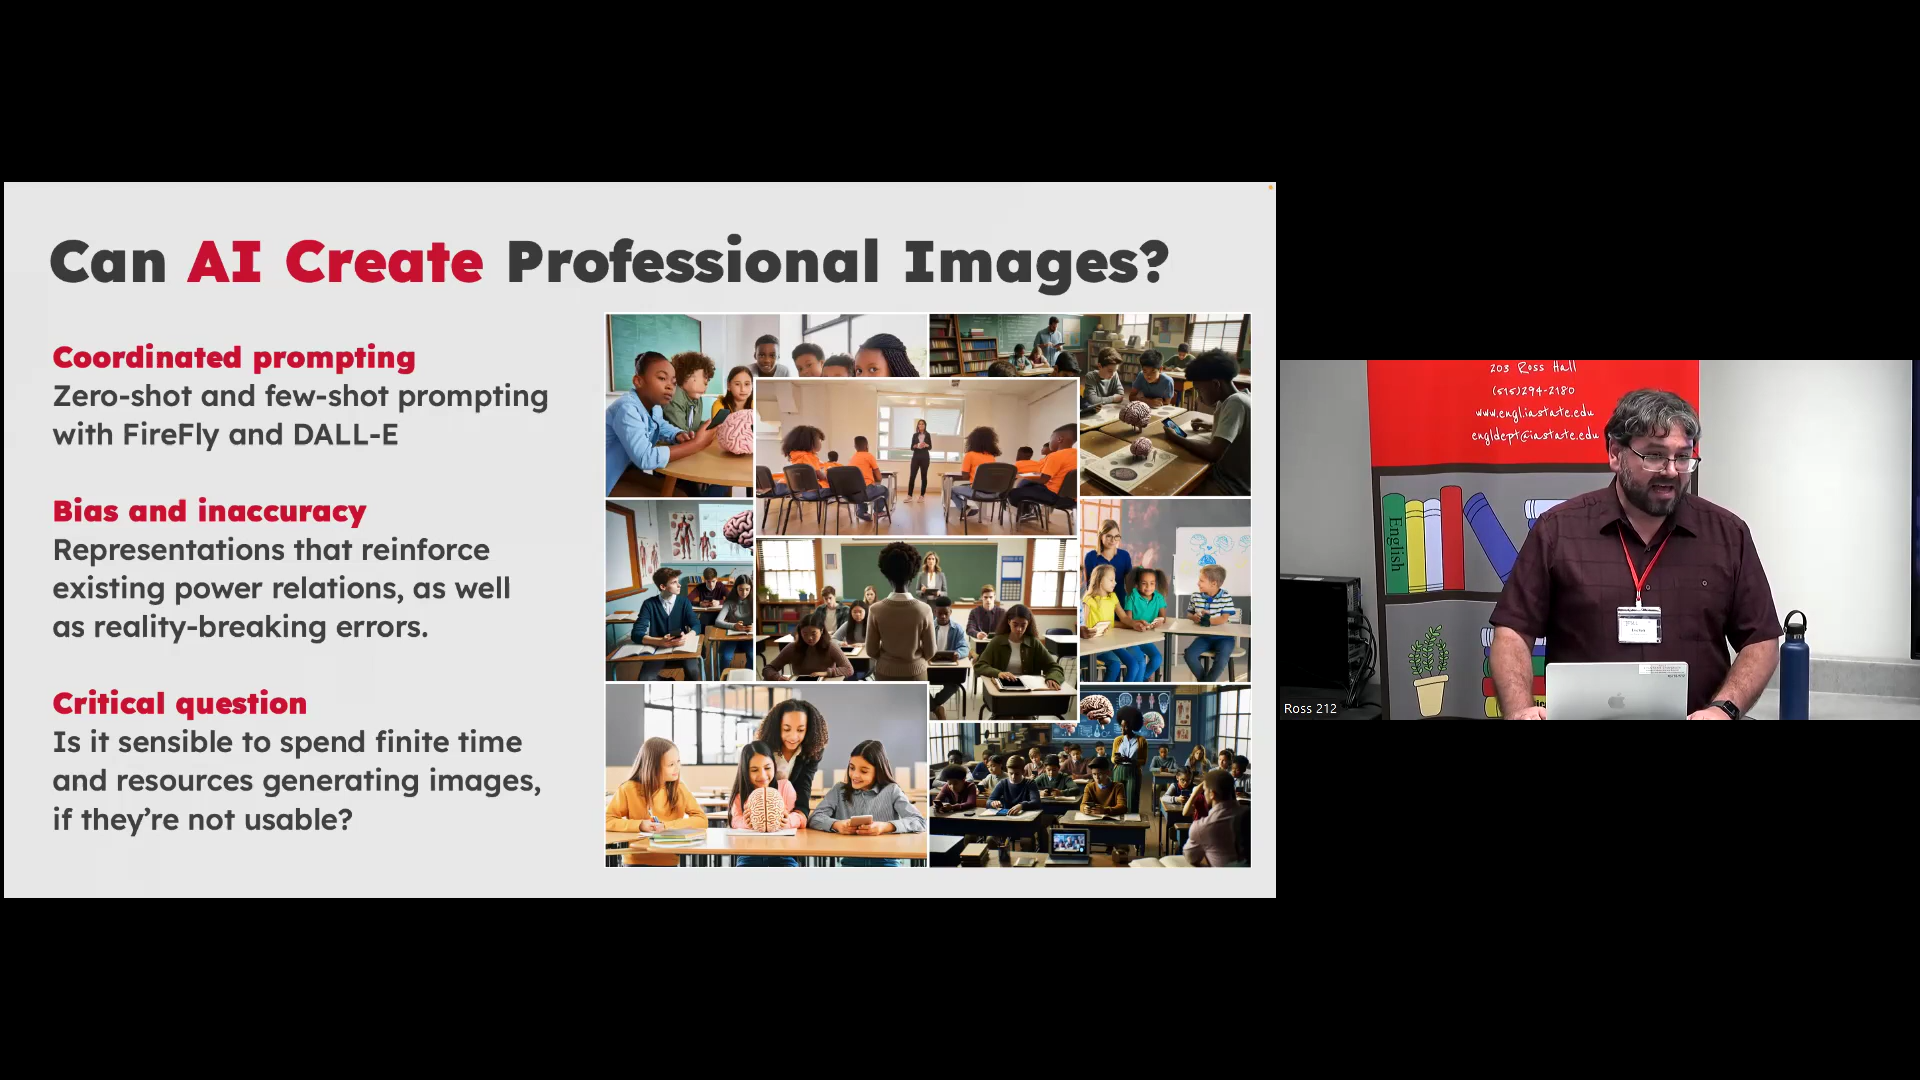 Can AI Create Professional Images?
Coordinated prompting
Zero-shot and few-shot prompting
with FireFly and DALL-E
Bias and inaccuracy
Representations that reinforce
existing power relations, as well
as reality-breaking errors.
Critical question
Is it sensible to spend finite time
and resources generating images,
if they're not usable?
203 Ross Hall
(515)294-2180
www.engl.iastate.edu
engldept@iastate.edu
English
Ross 212